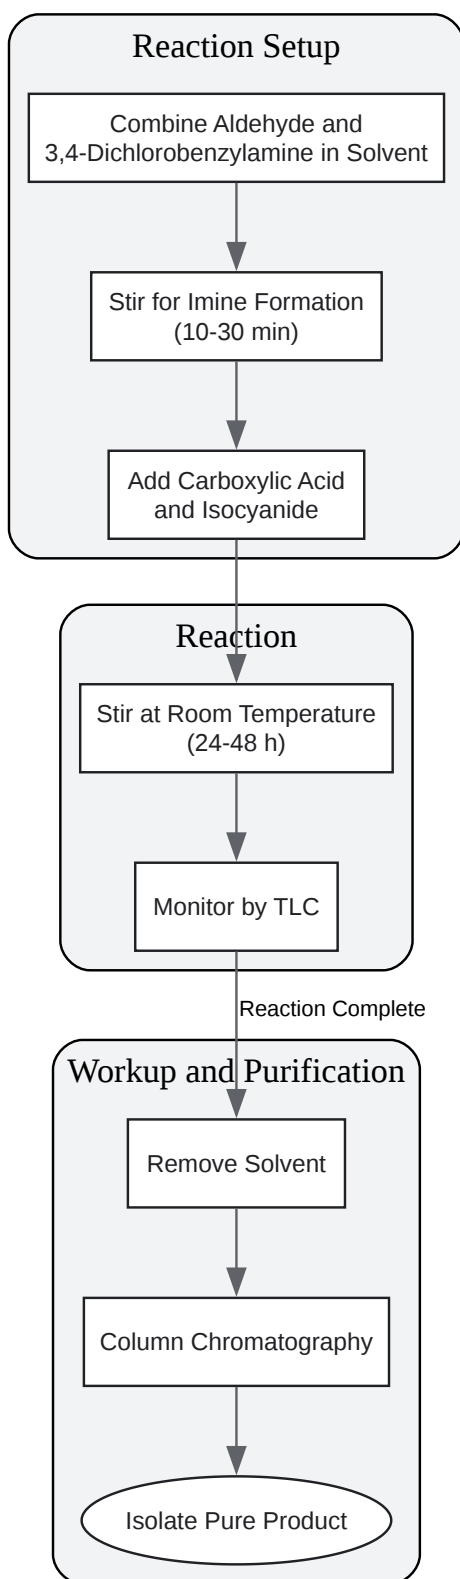 Reaction Setup
Combine Aldehyde and
3,4-Dichlorobenzylamine in Solvent
Stir for Imine Formation
(10-30 min)
Add Carboxylic Acid
and Isocyanide
Reaction
Stir at Room Temperature
(24-48 h)
Monitor by TLC
Reaction Complete
Workup and Purification
Remove Solvent
Column Chromatography
Isolate Pure Product